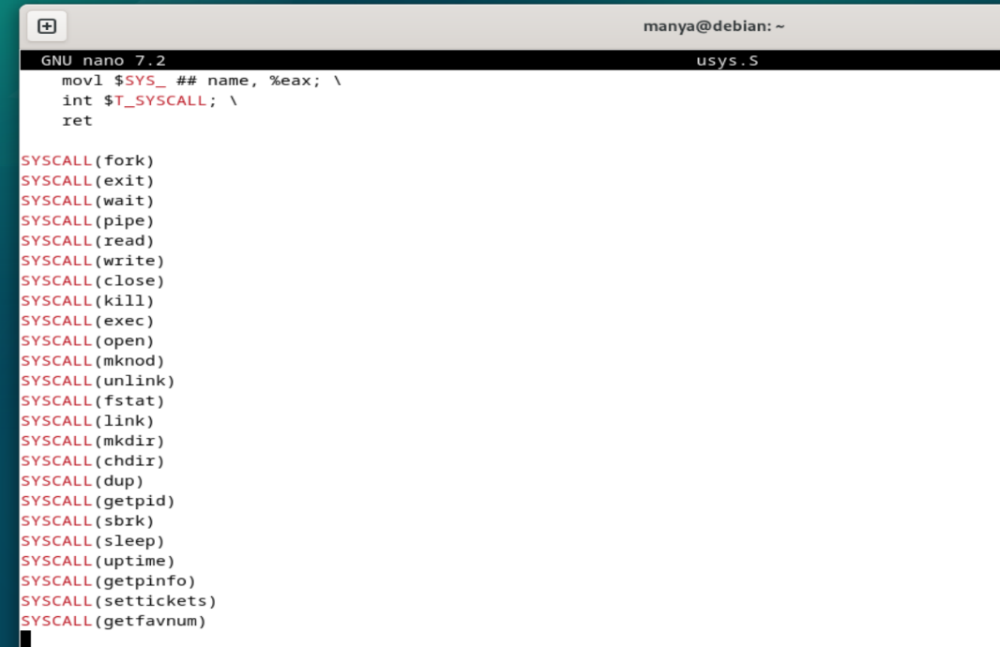 manya@debian: ~
GNU nano 7.2 usys.S
movl $SYS_ ## name, %eax; \
int $T_SYSCALL; \
ret
SYSCALL(fork)
SYSCALL(exit)
SYSCALL(wait)
SYSCALL(pipe)
SYSCALL(read)
SYSCALL(write)
SYSCALL(close)
SYSCALL(kill)
SYSCALL(exec)
SYSCALL(open)
SYSCALL(mknod)
SYSCALL(unlink)
SYSCALL(fstat)
SYSCALL(link)
SYSCALL(mkdir)
SYSCALL(chdir)
SYSCALL(dup)
SYSCALL(getpid)
SYSCALL(sbrk)
SYSCALL(sleep)
SYSCALL(uptime)
SYSCALL(getpinfo)
SYSCALL(settickets)
SYSCALL(getfavnum)